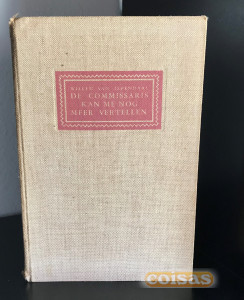 WILLEM VAN IEPENDAAL
DE COMMISSARIS
KAN ME NOG
MEER VERTELLEN
coisas